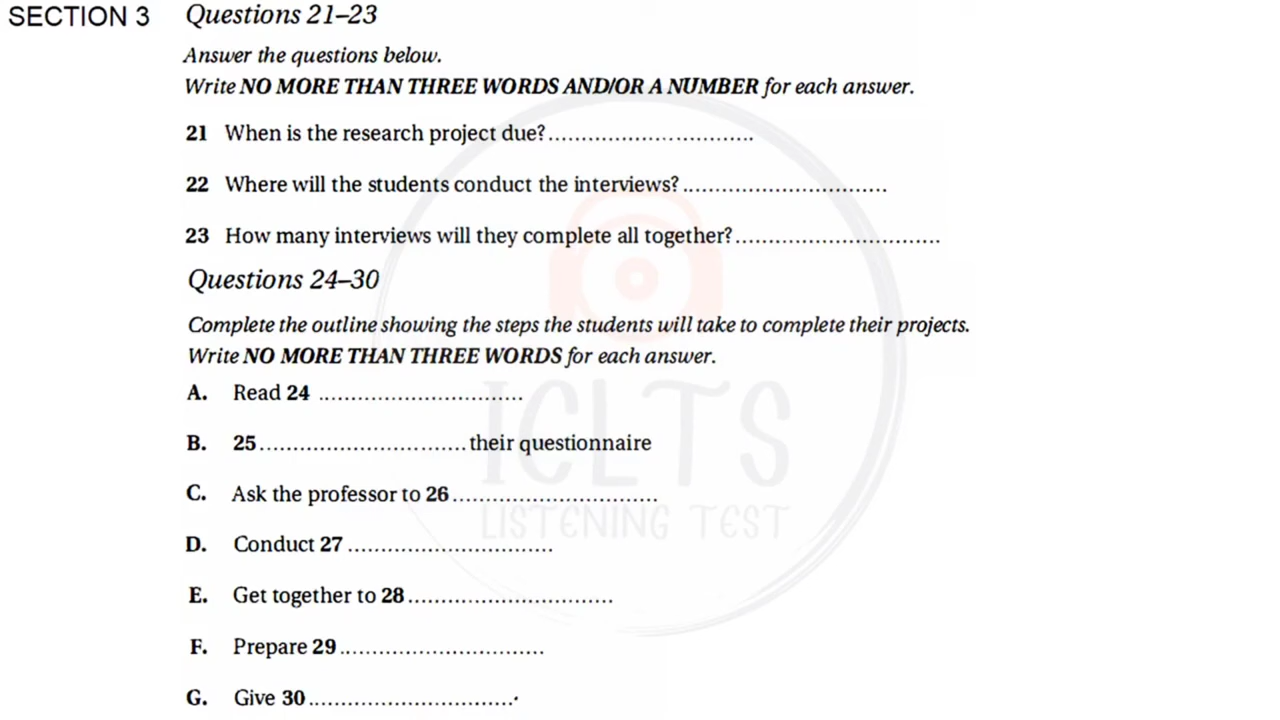 SECTION 3 Questions 21–23
Answer the questions below.
Write NO MORE THAN THREE WORDS AND/OR A NUMBER for each answer.
21 When is the research project due?...............................
22 Where will the students conduct the interviews?...............................
23 How many interviews will they complete all together?...............................
Questions 24–30
Complete the outline showing the steps the students will take to complete their projects.
Write NO MORE THAN THREE WORDS for each answer.
A. Read 24 ...............................
B. 25............................... their questionnaire
C. Ask the professor to 26...............................
ICLTS
LISTENING TEST
D. Conduct 27 ...............................
E. Get together to 28...............................
F. Prepare 29...............................
G. Give 30...............................